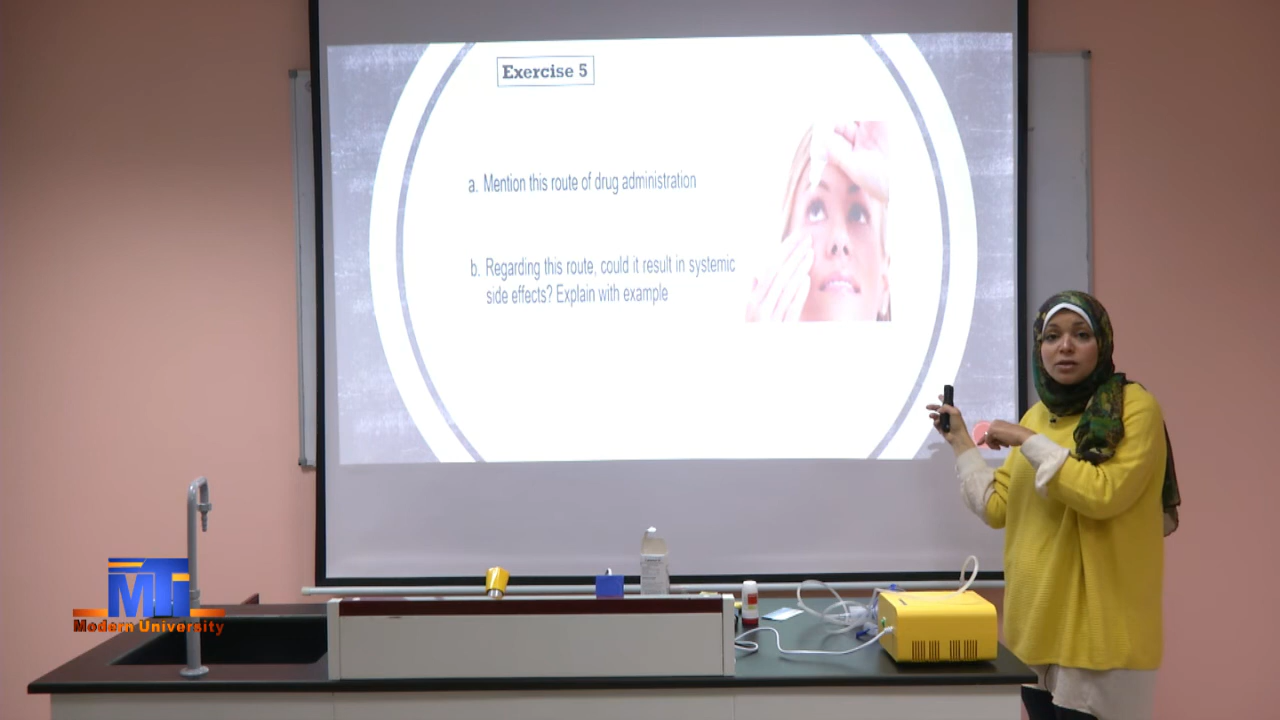 Exercise 5
a. Mention this route of drug administration
b. Regarding this route, could it result in systemic
side effects? Explain with example
MTi
Modern University